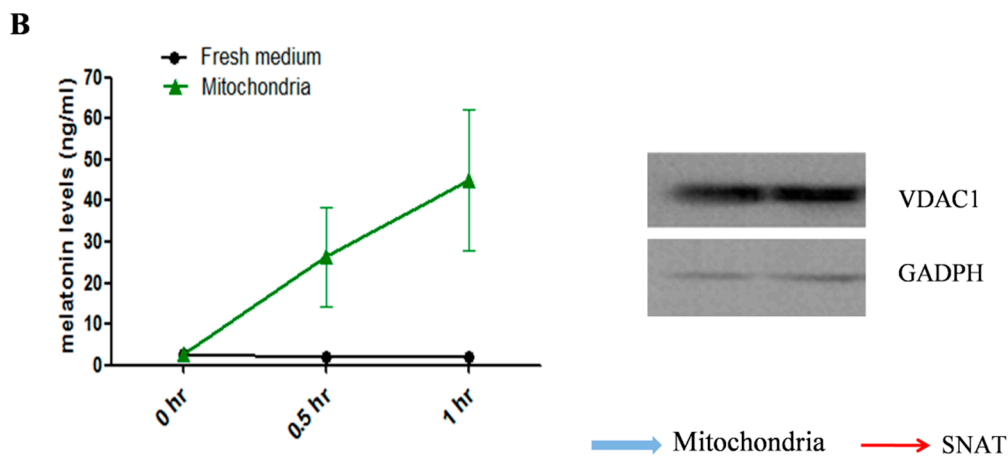 B
Fresh medium
Mitochondria
melatonin levels (ng/ml)
70
60
50
40
30
20
10
0
0 hr
0.5 hr
1 hr
VDAC1
GADPH
Mitochondria
SNAT